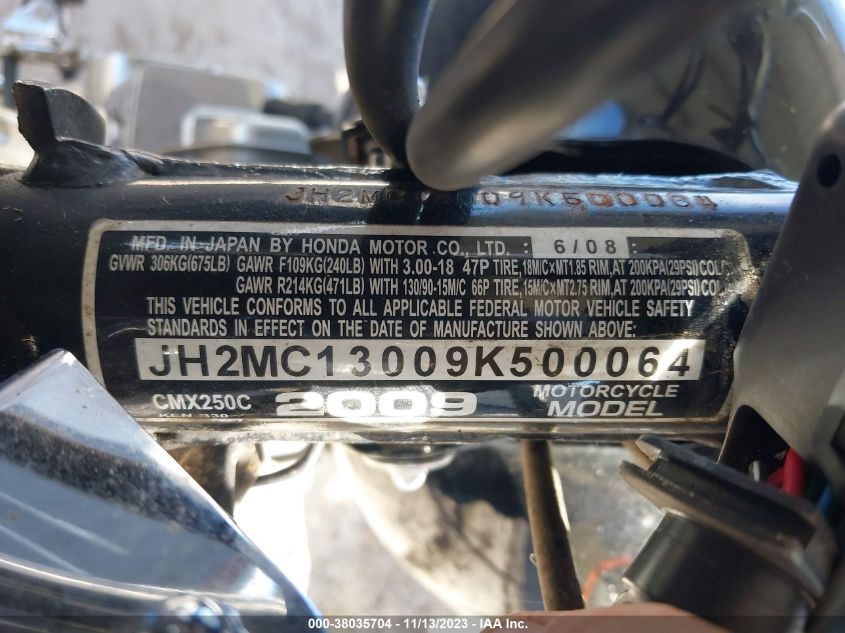 JH2MC 009K500064
MFD. IN JAPAN BY HONDA MOTOR CO., LTD. : 6/08 :
GVWR 306KG(675LB) GAWR F109KG(240LB) WITH 3.00-18 47P TIRE, 18M/C×MT1.85 RIM, AT 200KPA(29PSI)COL
GAWR R214KG(471LB) WITH 130/90-15M/C 66P TIRE, 15M/C×MT2.75 RIM, AT 200KPA(29PSI)COL
THIS VEHICLE CONFORMS TO ALL APPLICABLE FEDERAL MOTOR VEHICLE SAFETY
STANDARDS IN EFFECT ON THE DATE OF MANUFACTURE SHOWN ABOVE:
JH2MC13009K500064
CMX250C 2009 MOTORCYCLE MODEL
000-38035704 - 11/13/2023 - IAA Inc.